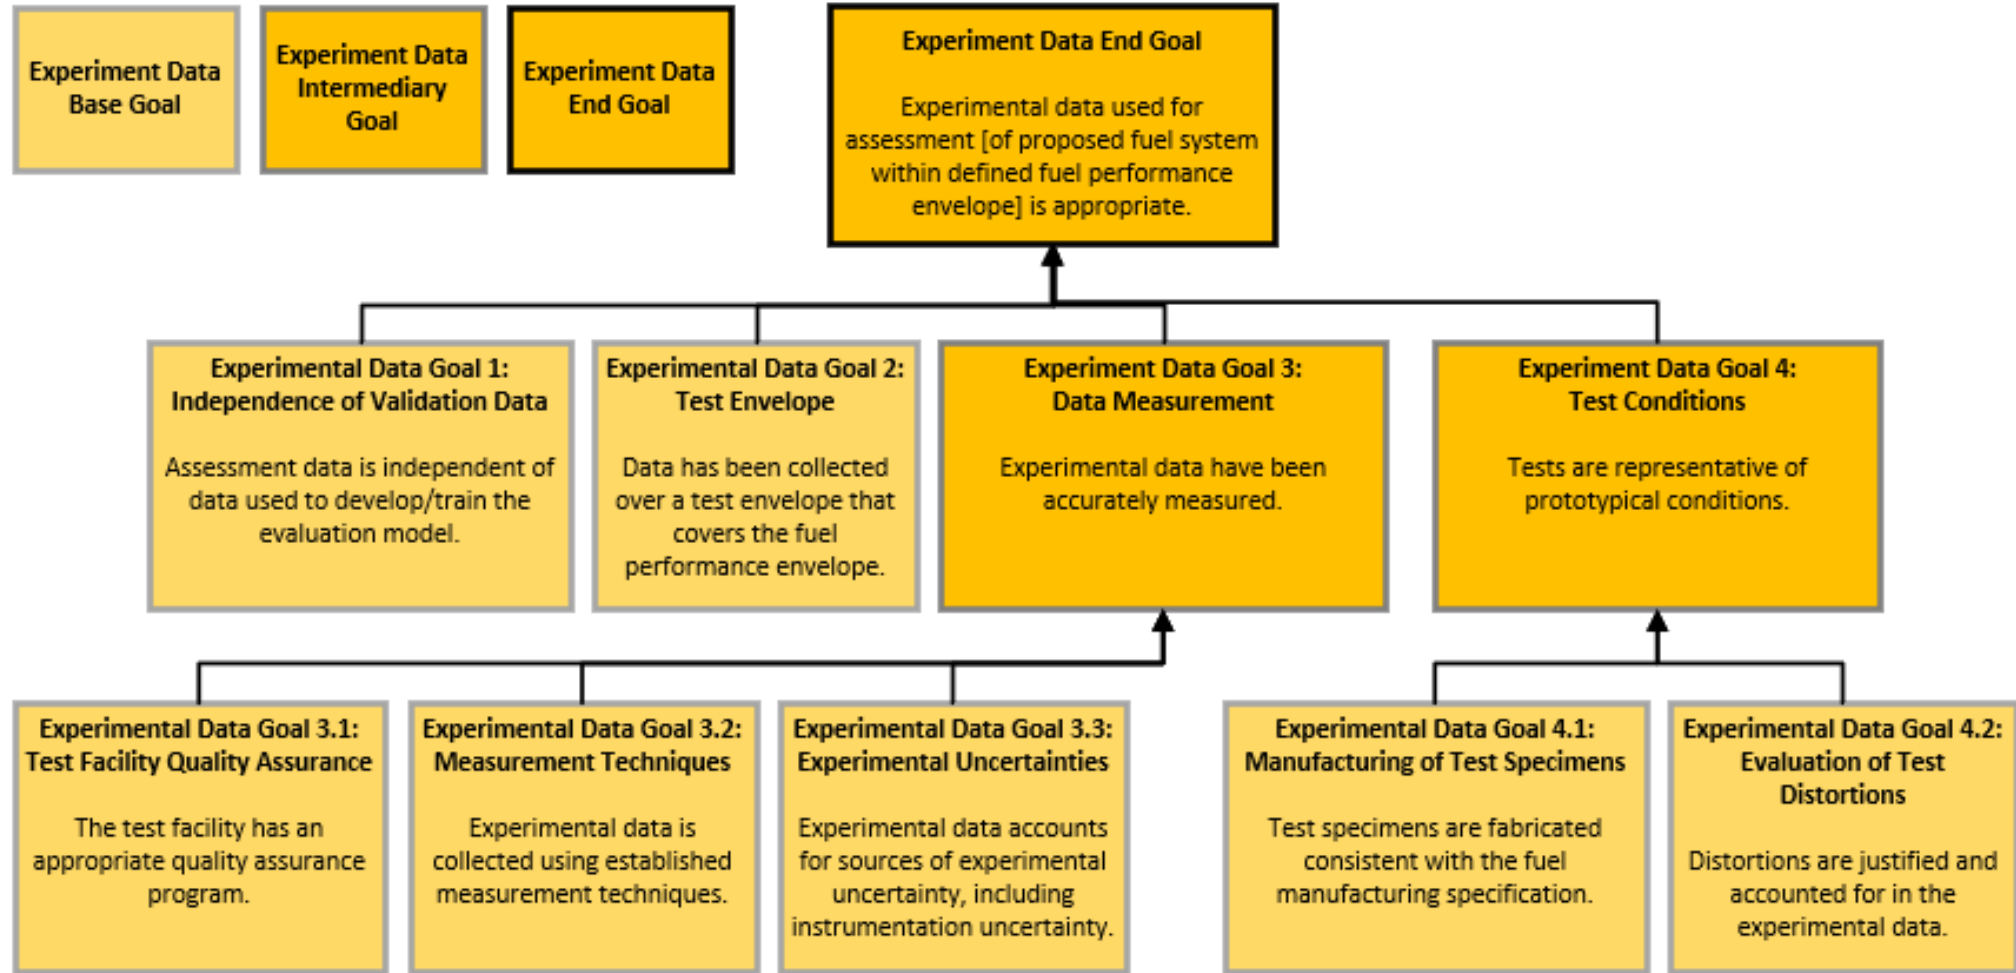 Experiment Data
Base Goal
Experiment Data
Intermediary
Goal
Experiment Data
End Goal
Experiment Data End Goal
Experimental data used for
assessment [of proposed fuel system
within defined fuel performance
envelope] is appropriate.
Experimental Data Goal 1:
Independence of Validation Data
Assessment data is independent of
data used to develop/train the
evaluation model.
Experimental Data Goal 2:
Test Envelope
Data has been collected
over a test envelope that
covers the fuel
performance envelope.
Experiment Data Goal 3:
Data Measurement
Experimental data have been
accurately measured.
Experiment Data Goal 4:
Test Conditions
Tests are representative of
prototypical conditions.
Experimental Data Goal 3.1:
Test Facility Quality Assurance
The test facility has an
appropriate quality assurance
program.
Experimental Data Goal 3.2:
Measurement Techniques
Experimental data is
collected using established
measurement techniques.
Experimental Data Goal 3.3:
Experimental Uncertainties
Experimental data accounts
for sources of experimental
uncertainty, including
instrumentation uncertainty.
Experimental Data Goal 4.1:
Manufacturing of Test Specimens
Test specimens are fabricated
consistent with the fuel
manufacturing specification.
Experimental Data Goal 4.2:
Evaluation of Test
Distortions
Distortions are justified and
accounted for in the
experimental data.